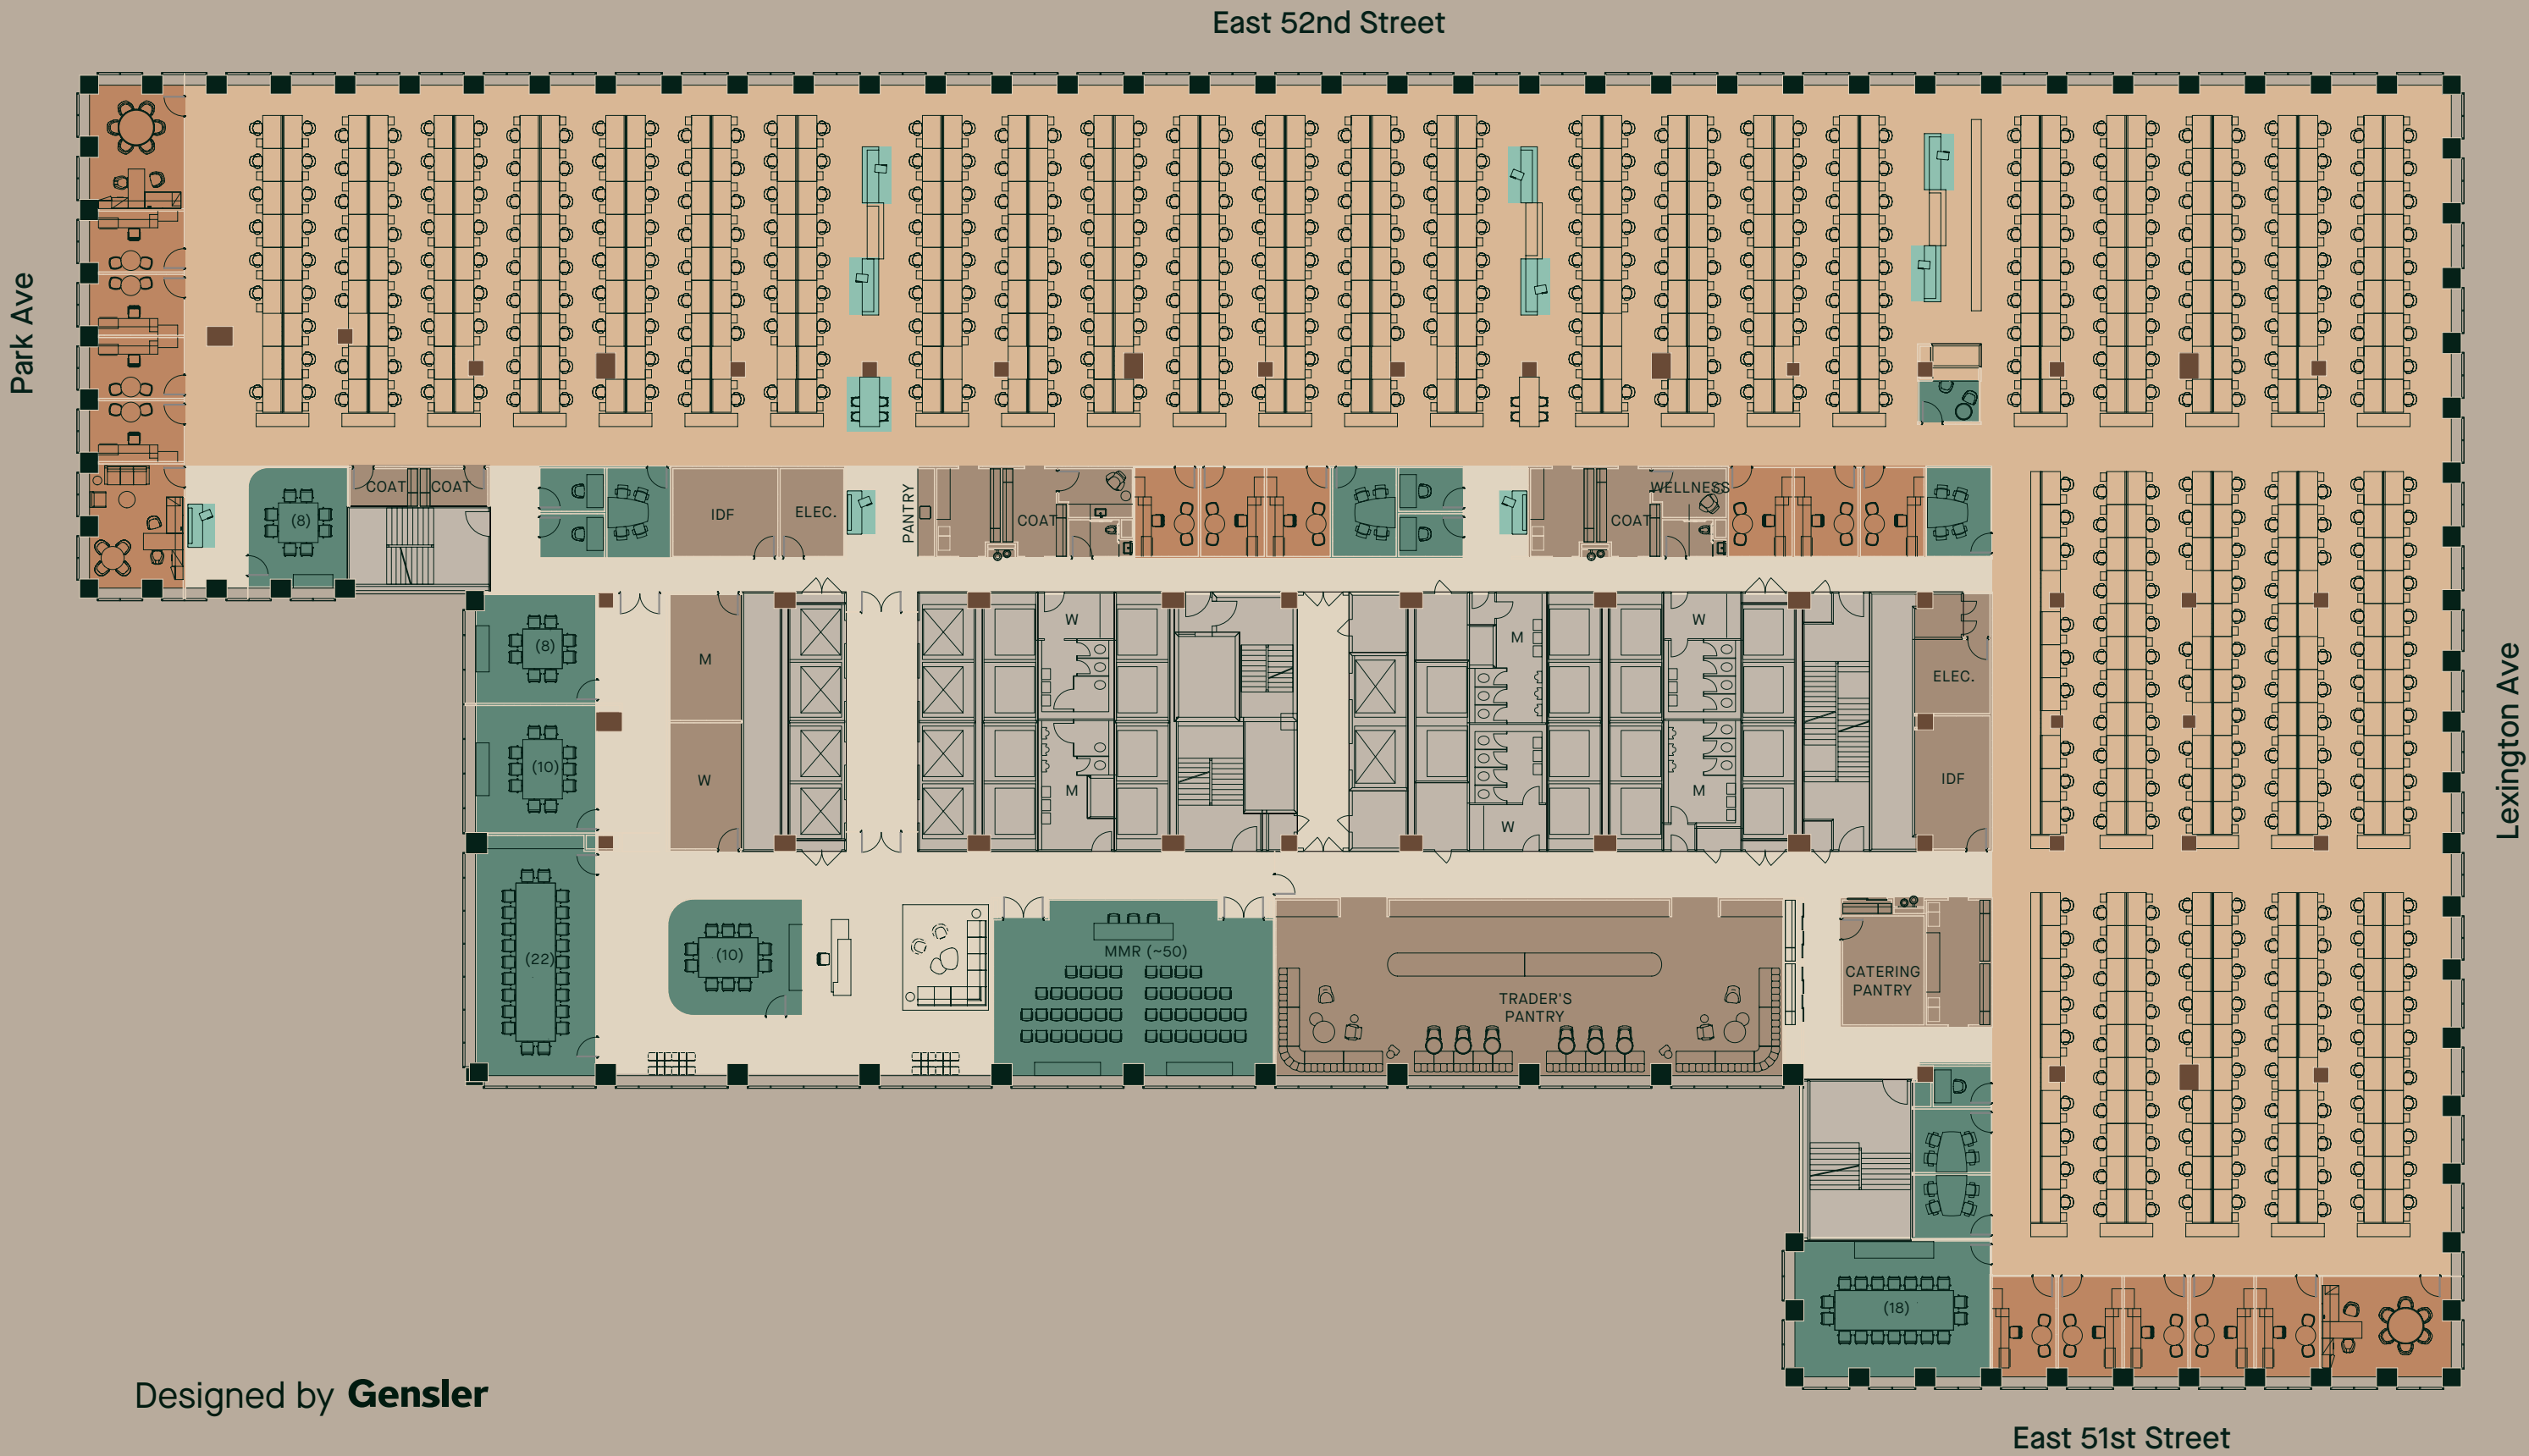 East 52nd Street
Park Ave
Lexington Ave
COAT
COAT
(8)
IDF
ELEC.
PANTRY
COAT
WELLNESS
COAT
(8)
M
W
M
W
ELEC.
(10)
W
M
W
M
IDF
(22)
(10)
MMR (~50)
TRADER'S
PANTRY
CATERING
PANTRY
(18)
Designed by Gensler
East 51st Street